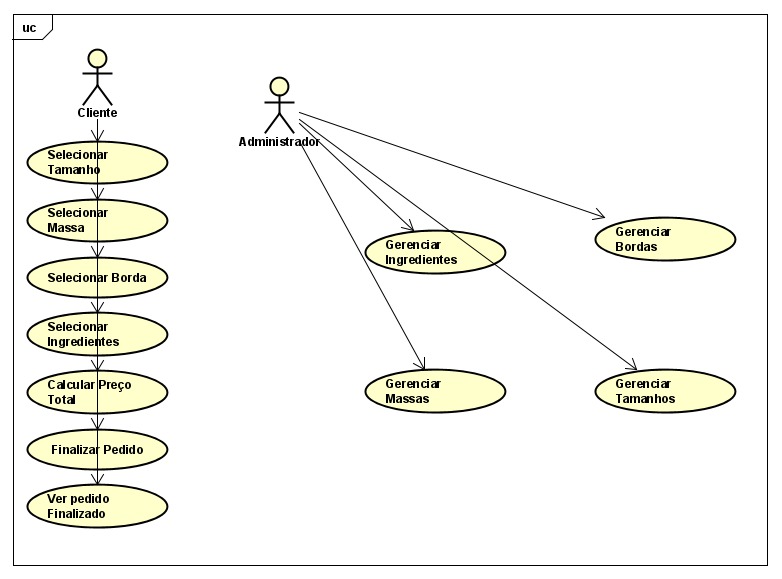 uc
Cliente
Selecionar
Tamanho
Selecionar
Massa
Selecionar Borda
Selecionar
Ingredientes
Calcular Preço
Total
Finalizar Pedido
Ver pedido
Finalizado
Administrador
Gerenciar
Ingredientes
Gerenciar
Bordas
Gerenciar
Massas
Gerenciar
Tamanhos